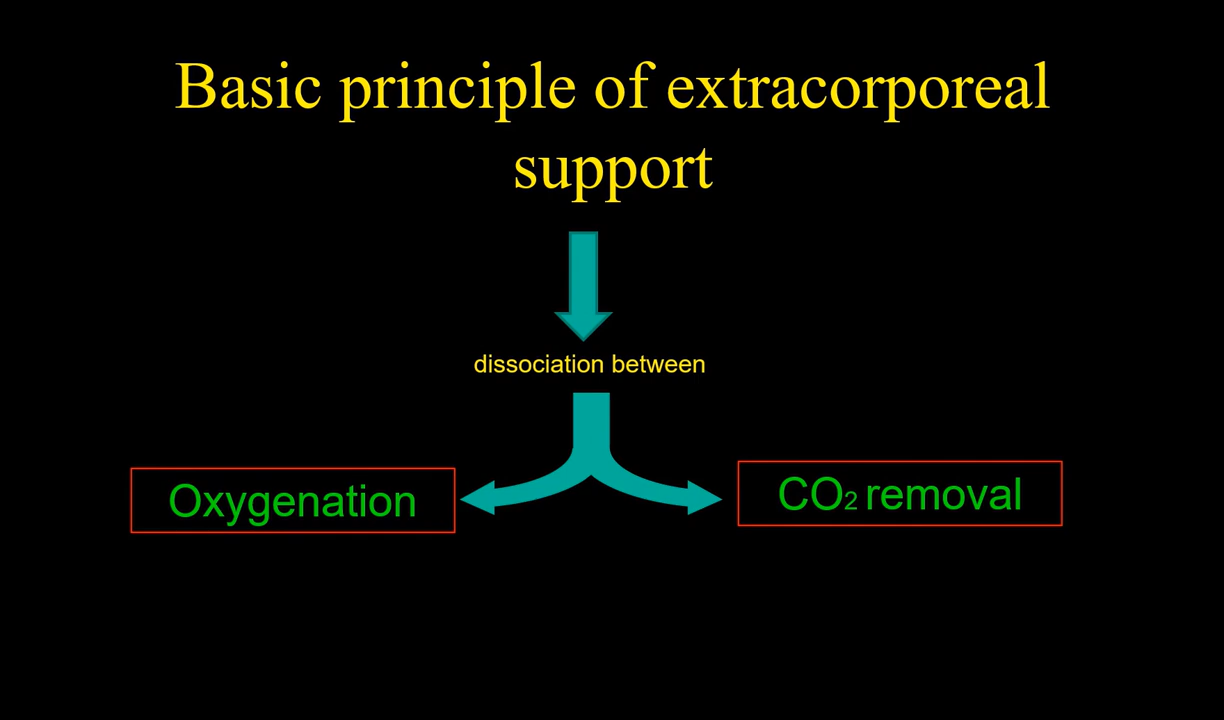 Basic principle of extracorporeal
support
dissociation between
Oxygenation
CO₂ removal